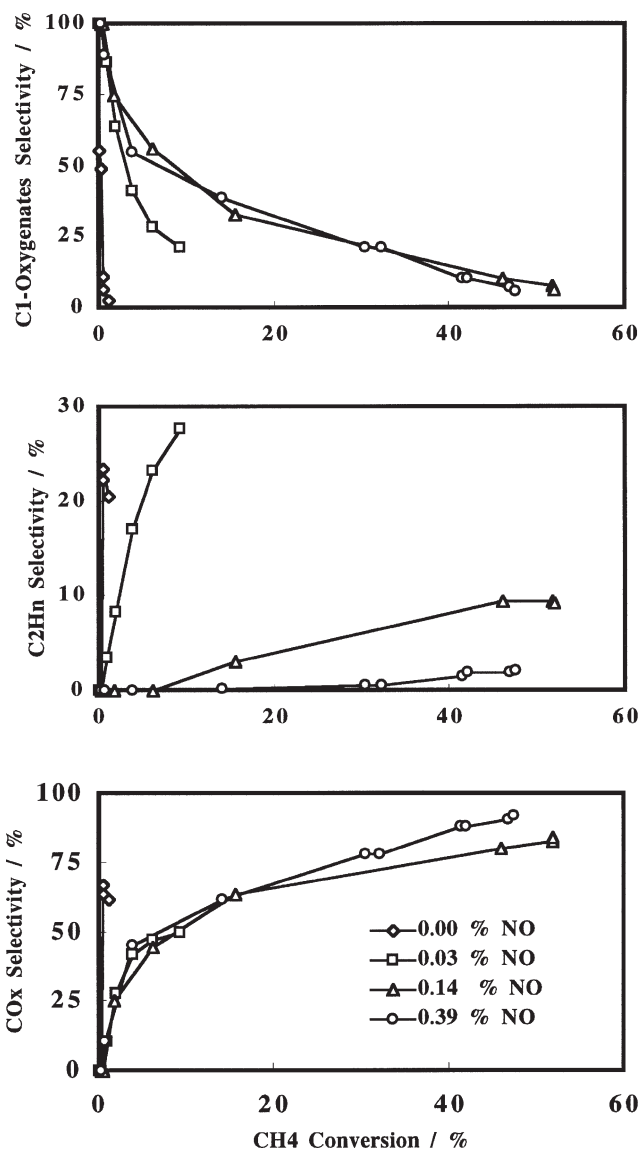 C1-Oxygenates Selectivity / %
100
75
50
25
0
0 20 40 60
C2Hn Selectivity / %
30
20
10
0
0 20 40 60
COx Selectivity / %
100
75
50
25
0
0.00 % NO
0.03 % NO
0.14 % NO
0.39 % NO
0 20 40 60
CH4 Conversion / %